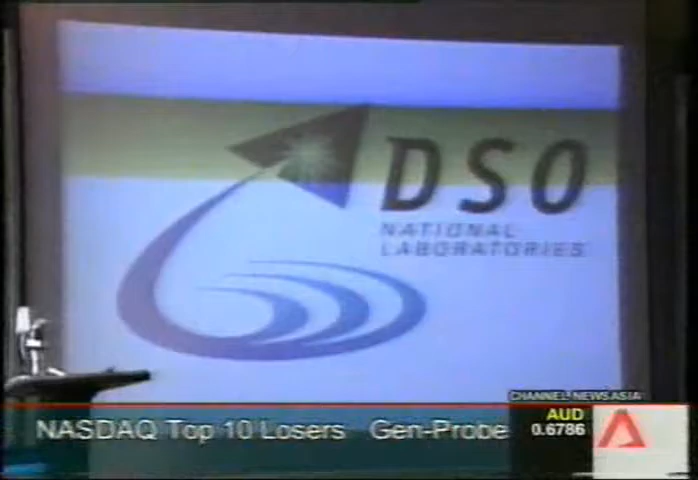 DSO
NATIONAL
LABORATORIES
CHANNEL NEWSASIA
NASDAQ Top 10 Losers Gen-Probe
AUD
0.6786